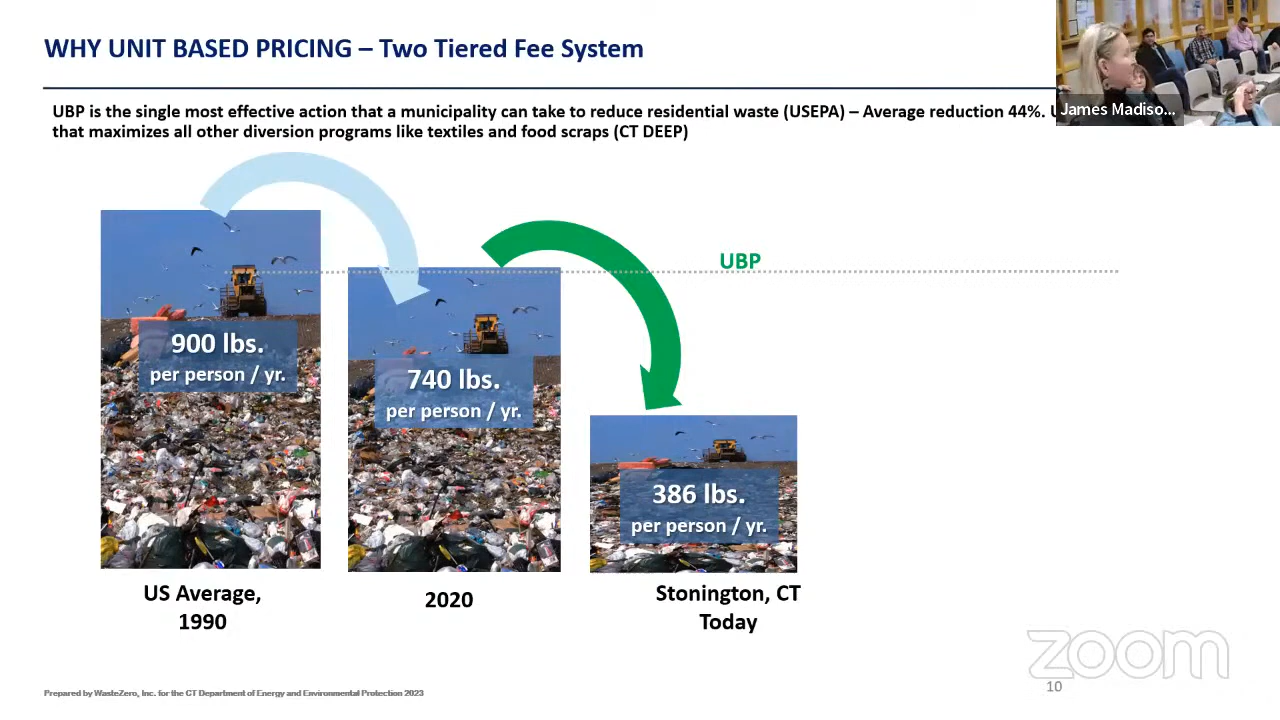 WHY UNIT BASED PRICING – Two Tiered Fee System
UBP is the single most effective action that a municipality can take to reduce residential waste (USEPA) – Average reduction 44%.
that maximizes all other diversion programs like textiles and food scraps (CT DEEP)
James Madiso...
UBP
900 lbs.
per person / yr.
740 lbs.
per person / yr.
386 lbs.
per person / yr.
US Average,
1990
2020
Stonington, CT
Today
zoom
Prepared by WasteZero, Inc. for the CT Department of Energy and Environmental Protection 2023
10